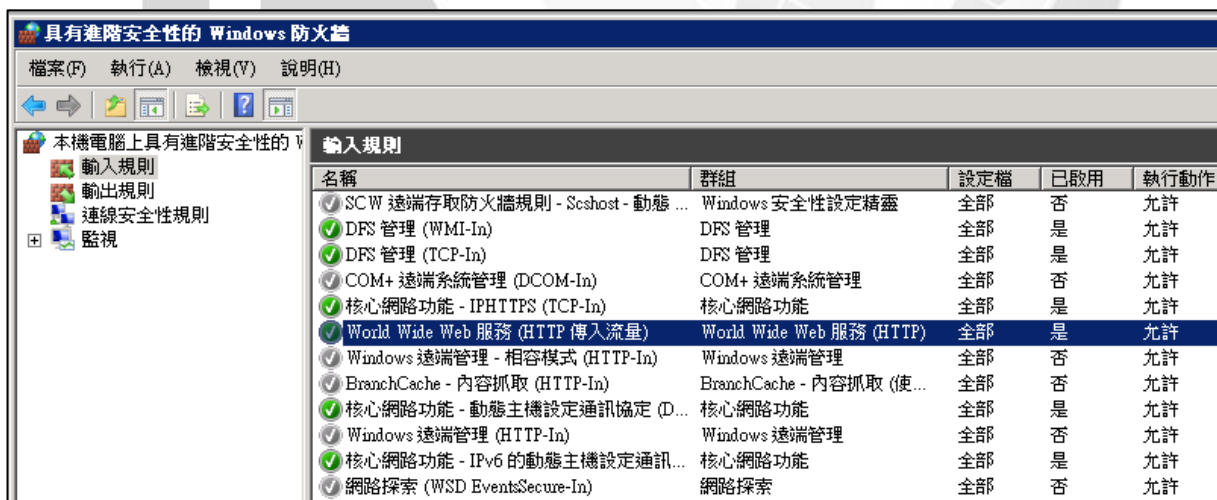 具有進階安全性的 Windows 防火牆
檔案(F) 執行(A) 檢視(V) 說明(H)
本機電腦上具有進階安全性的 W
輸入規則
輸出規則
連線安全性規則
監視
輸入規則
名稱 群組 設定檔 已啟用 執行動作
SCW 遠端存取防火牆規則 - Scshost - 動態 ... Windows 安全性設定精靈 全部 否 允許
DFS 管理 (WMI-In) DFS 管理 全部 是 允許
DFS 管理 (TCP-In) DFS 管理 全部 是 允許
COM+ 遠端系統管理 (DCOM-In) COM+ 遠端系統管理 全部 否 允許
核心網路功能 - IPHTTPS (TCP-In) 核心網路功能 全部 是 允許
World Wide Web 服務 (HTTP 傳入流量) World Wide Web 服務 (HTTP) 全部 是 允許
Windows 遠端管理 - 相容模式 (HTTP-In) Windows 遠端管理 全部 否 允許
BranchCache - 內容抓取 (HTTP-In) BranchCache - 內容抓取 (使... 全部 否 允許
核心網路功能 - 動態主機設定通訊協定 (D... 核心網路功能 全部 是 允許
Windows 遠端管理 (HTTP-In) Windows 遠端管理 全部 否 允許
核心網路功能 - IPv6 的動態主機設定通訊... 核心網路功能 全部 是 允許
網路探索 (WSD EventsSecure-In) 網路探索 全部 否 允許